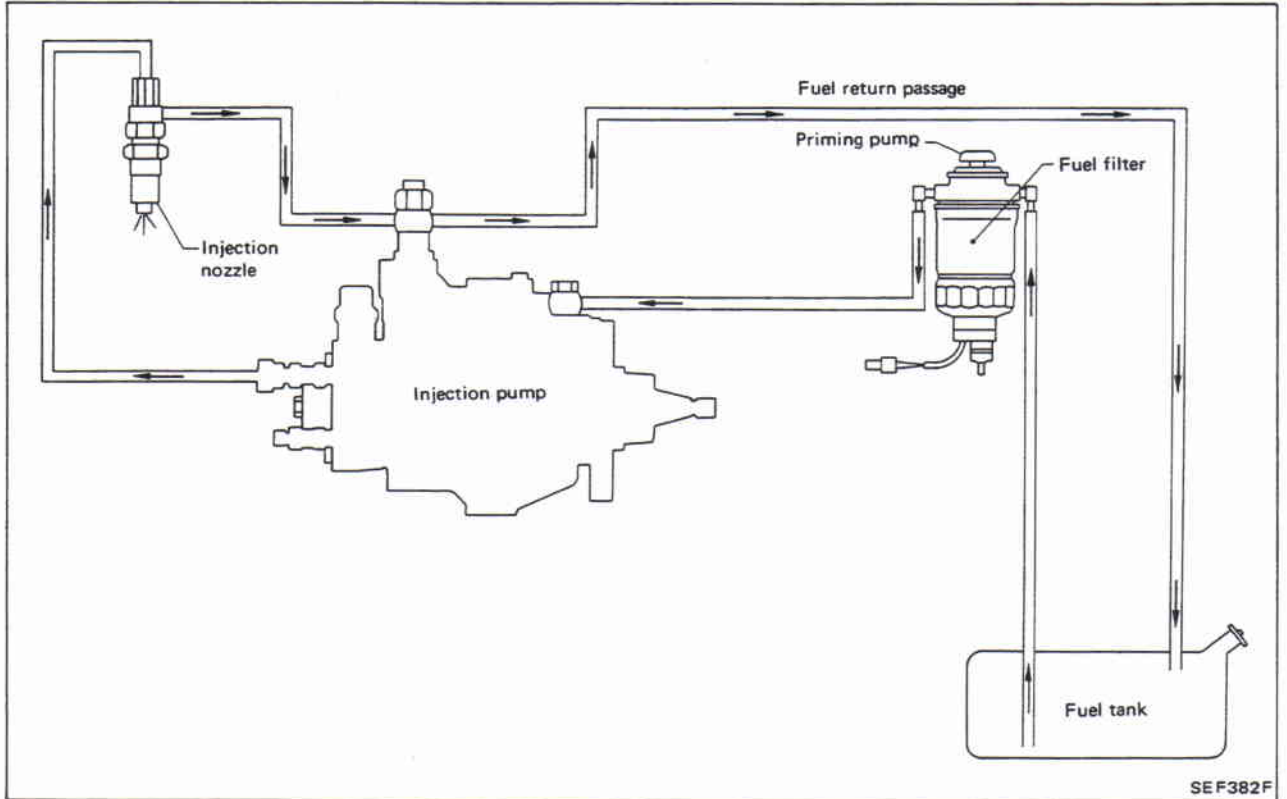 Fuel return passage
Priming pump
Fuel filter
Injection
nozzle
Injection pump
Fuel tank
SEF382F